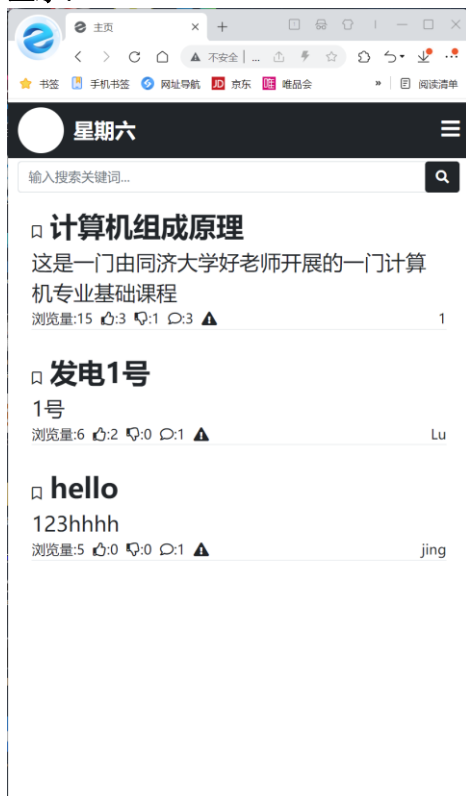 主页
不安全 | ...
书签 手机书签 网址导航 JD 京东 唯品会 » 阅读清单
星期六
输入搜索关键词...
计算机组成原理
这是一门由同济大学好老师开展的一门计算
机专业基础课程
浏览量:15 :3 :1 :3 1
发电1号
1号
浏览量:6 :2 :0 :1 Lu
hello
123hhhh
浏览量:5 :0 :0 :1 jing